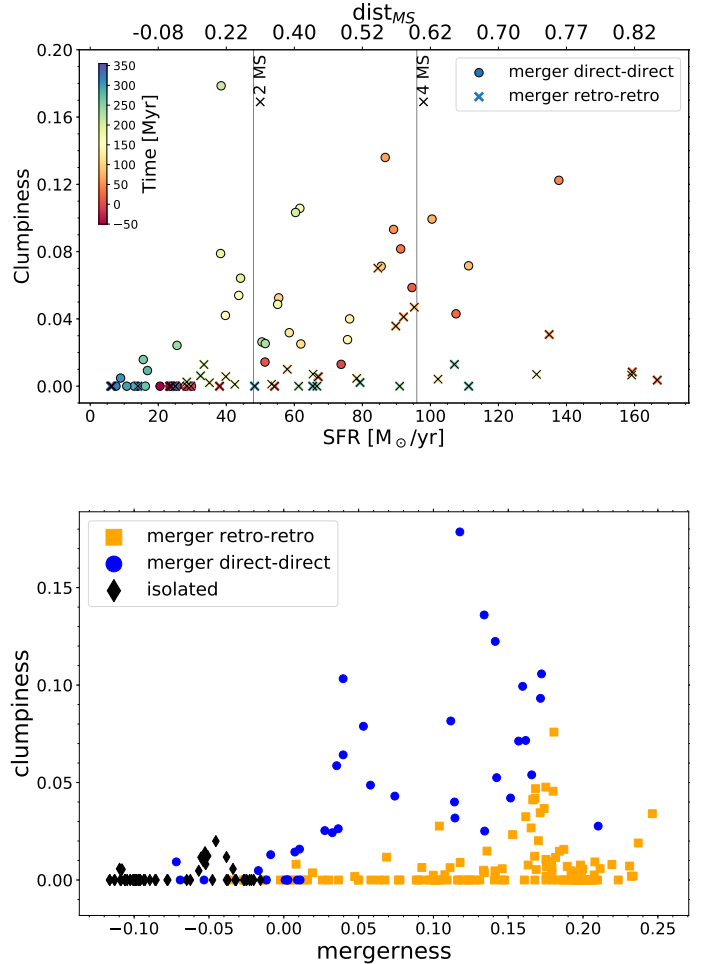 dist_MS
-0.08 0.22 0.40 0.52 0.62 0.70 0.77 0.82
0.20
0.16
0.12
0.08
0.04
0.00
Clumpiness
350
300
250
200
150
100
50
0
−50
Time [Myr]
2 MS
4 MS
merger direct-direct
merger retro-retro
0 20 40 60 80 100 120 140 160
SFR [M⊙/yr]
merger retro-retro
merger direct-direct
isolated
0.15
0.10
0.05
0.00
clumpiness
−0.10 −0.05 0.00 0.05 0.10 0.15 0.20 0.25
mergerness